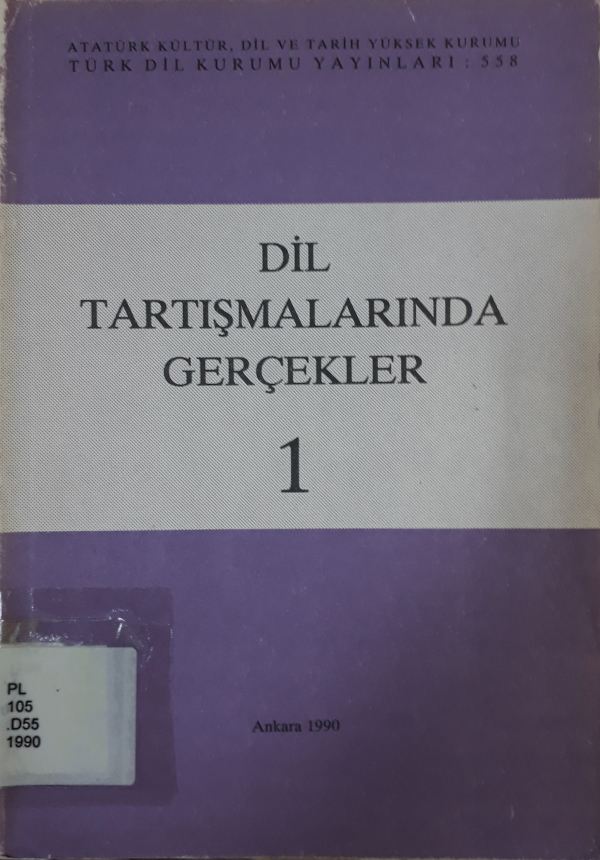 ATATÜRK KÜLTÜR, DİL VE TARİH YÜKSEK KURUMU
TÜRK DİL KURUMU YAYINLARI : 558
DİL
TARTIŞMALARINDA
GERÇEKLER
1
PL
105
.D55
1990
Ankara 1990